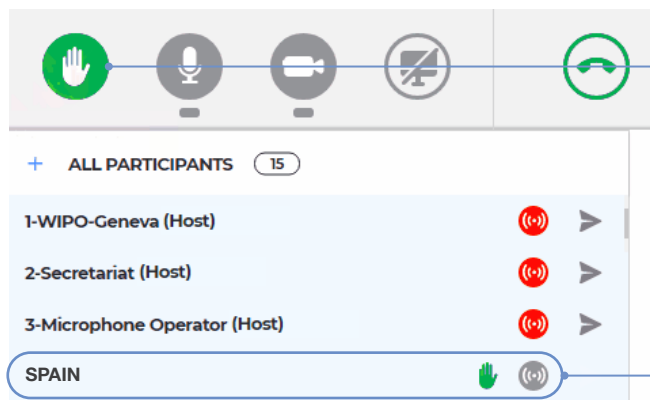 ALL PARTICIPANTS 15
1-WIPO-Geneva (Host)
2-Secretariat (Host)
3-Microphone Operator (Host)
SPAIN